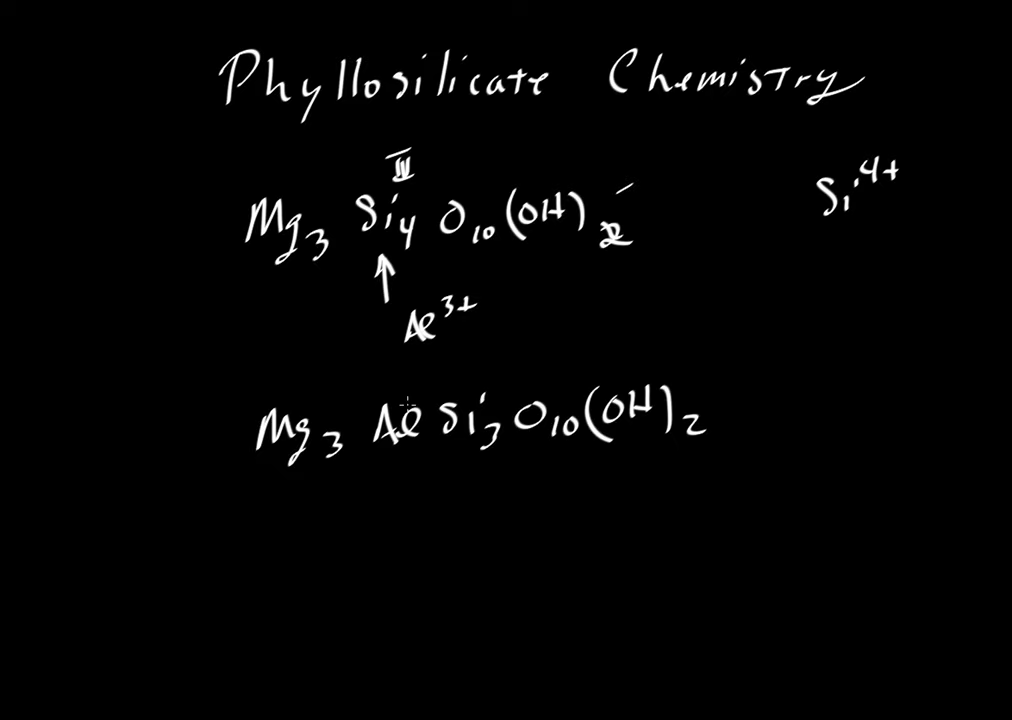 Phyllosilicate Chemistry
IV
Mg₃ Si₄ O₁₀(OH)₂
Si⁴⁺
Al³⁺
Mg₃ Al Si₃ O₁₀(OH)₂